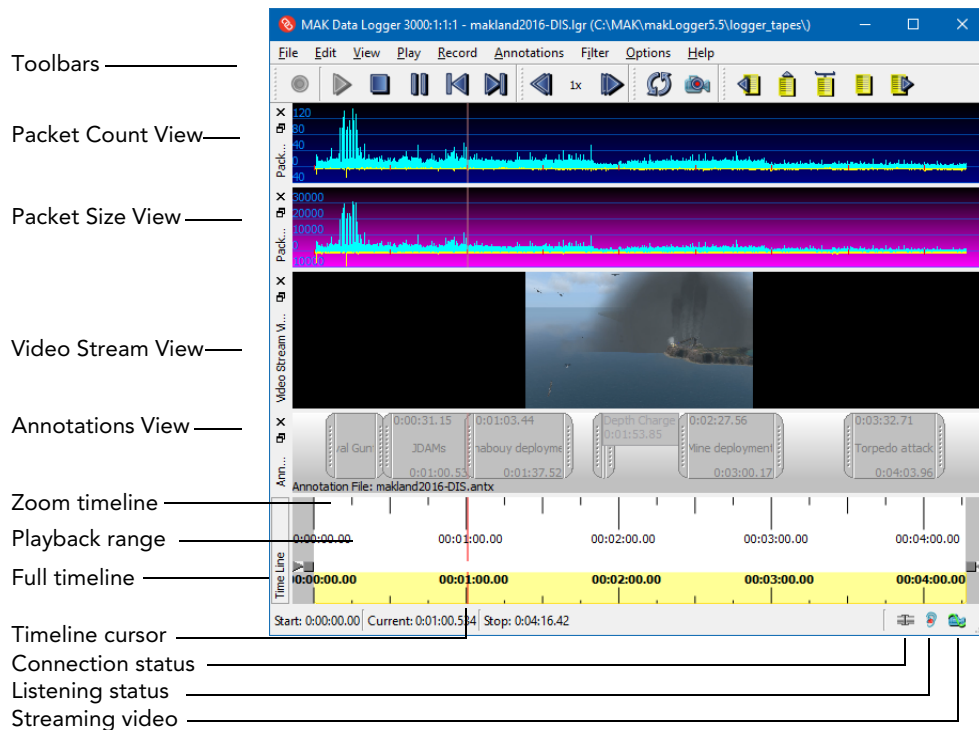 MAK Data Logger 3000:1:1:1 - makland2016-DIS.lgr (C:\MAK\makLogger5.5\logger_tapes\)
File Edit View Play Record Annotations Filter Options Help
Toolbars
1x
Packet Count View
Pack...
120
80
40
0
40
Packet Size View
Pack...
30000
20000
10000
0
10000
Video Stream View
Video Stream Vi...
Annotations View
Ann...
val Gun
0:00:31.15
JDAMs
0:01:00.53
0:01:03.44
nabouy deployme
0:01:37.52
Depth Charge
0:01:53.85
0:02:27.56
Mine deployment
0:03:00.17
0:03:32.71
Torpedo attack
0:04:03.96
Annotation File: makland2016-DIS.antx
Zoom timeline
Playback range
0:00:00.00 00:01:00.00 00:02:00.00 00:03:00.00 00:04:00.00
Time Line
Full timeline
0:00:00.00 00:01:00.00 00:02:00.00 00:03:00.00 00:04:00.00
Start: 0:00:00.00 Current: 0:01:00.534 Stop: 0:04:16.42
Timeline cursor
Connection status
Listening status
Streaming video